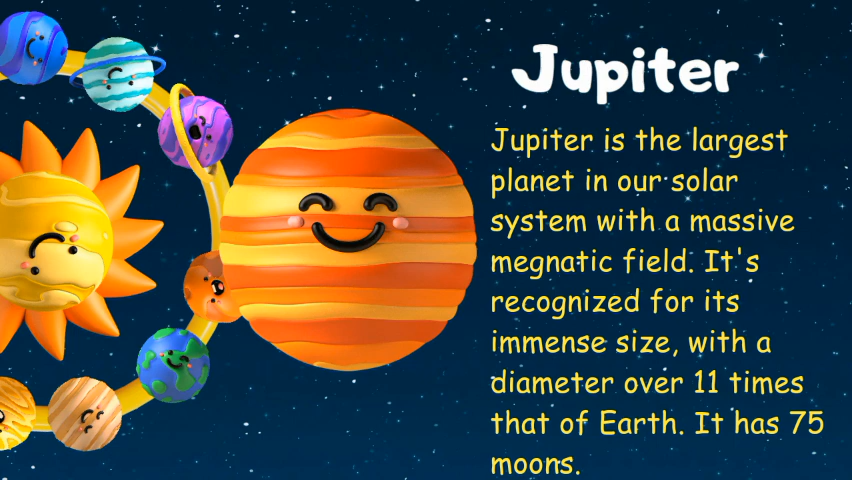 Jupiter
Jupiter is the largest
planet in our solar
system with a massive
megnatic field. It's
recognized for its
immense size, with a
diameter over 11 times
that of Earth. It has 75
moons.